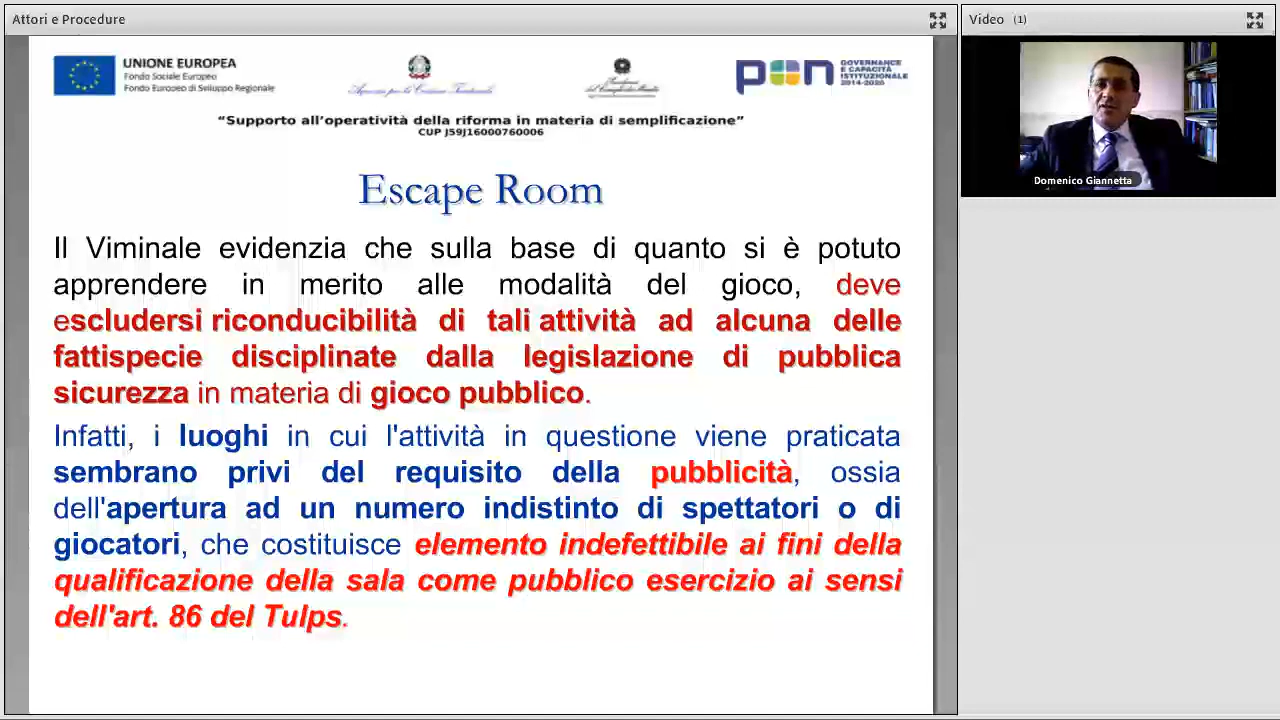 Attori e Procedure
Video (1)
UNIONE EUROPEA
Fondo Sociale Europeo
Fondo Europeo di Sviluppo Regionale
Agenzia per la Coesione Territoriale
pon GOVERNANCE
E CAPACITÀ
ISTITUZIONALE
2014-2020
“Supporto all’operatività della riforma in materia di semplificazione”
CUP J59J16000760006
Domenico Giannetta
Escape Room
Il Viminale evidenzia che sulla base di quanto si è potuto
apprendere in merito alle modalità del gioco, deve
escludersi riconducibilità di tali attività ad alcuna delle
fattispecie disciplinate dalla legislazione di pubblica
sicurezza in materia di gioco pubblico.
Infatti, i luoghi in cui l'attività in questione viene praticata
sembrano privi del requisito della pubblicità, ossia
dell'apertura ad un numero indistinto di spettatori o di
giocatori, che costituisce elemento indefettibile ai fini della
qualificazione della sala come pubblico esercizio ai sensi
dell'art. 86 del Tulps.